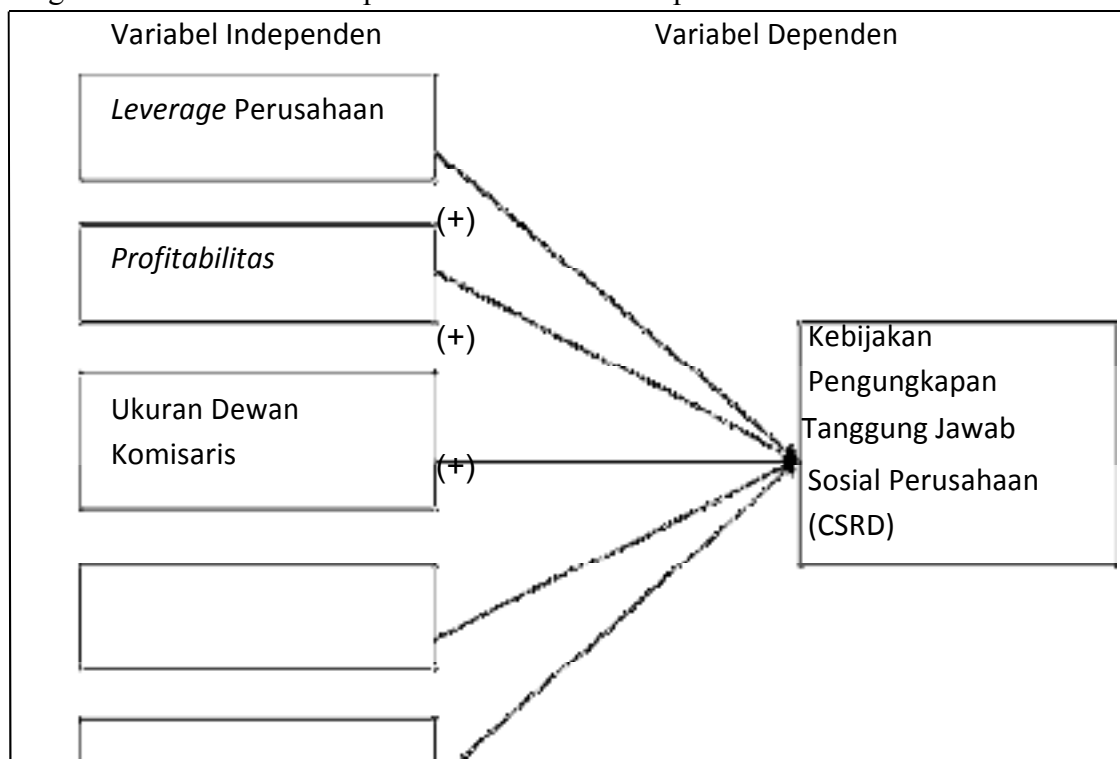 Variabel Independen
Variabel Dependen
Leverage Perusahaan
(+)
Profitabilitas
(+)
Ukuran Dewan
Komisaris
(+)
Kebijakan
Pengungkapan
Tanggung Jawab
Sosial Perusahaan
(CSRD)